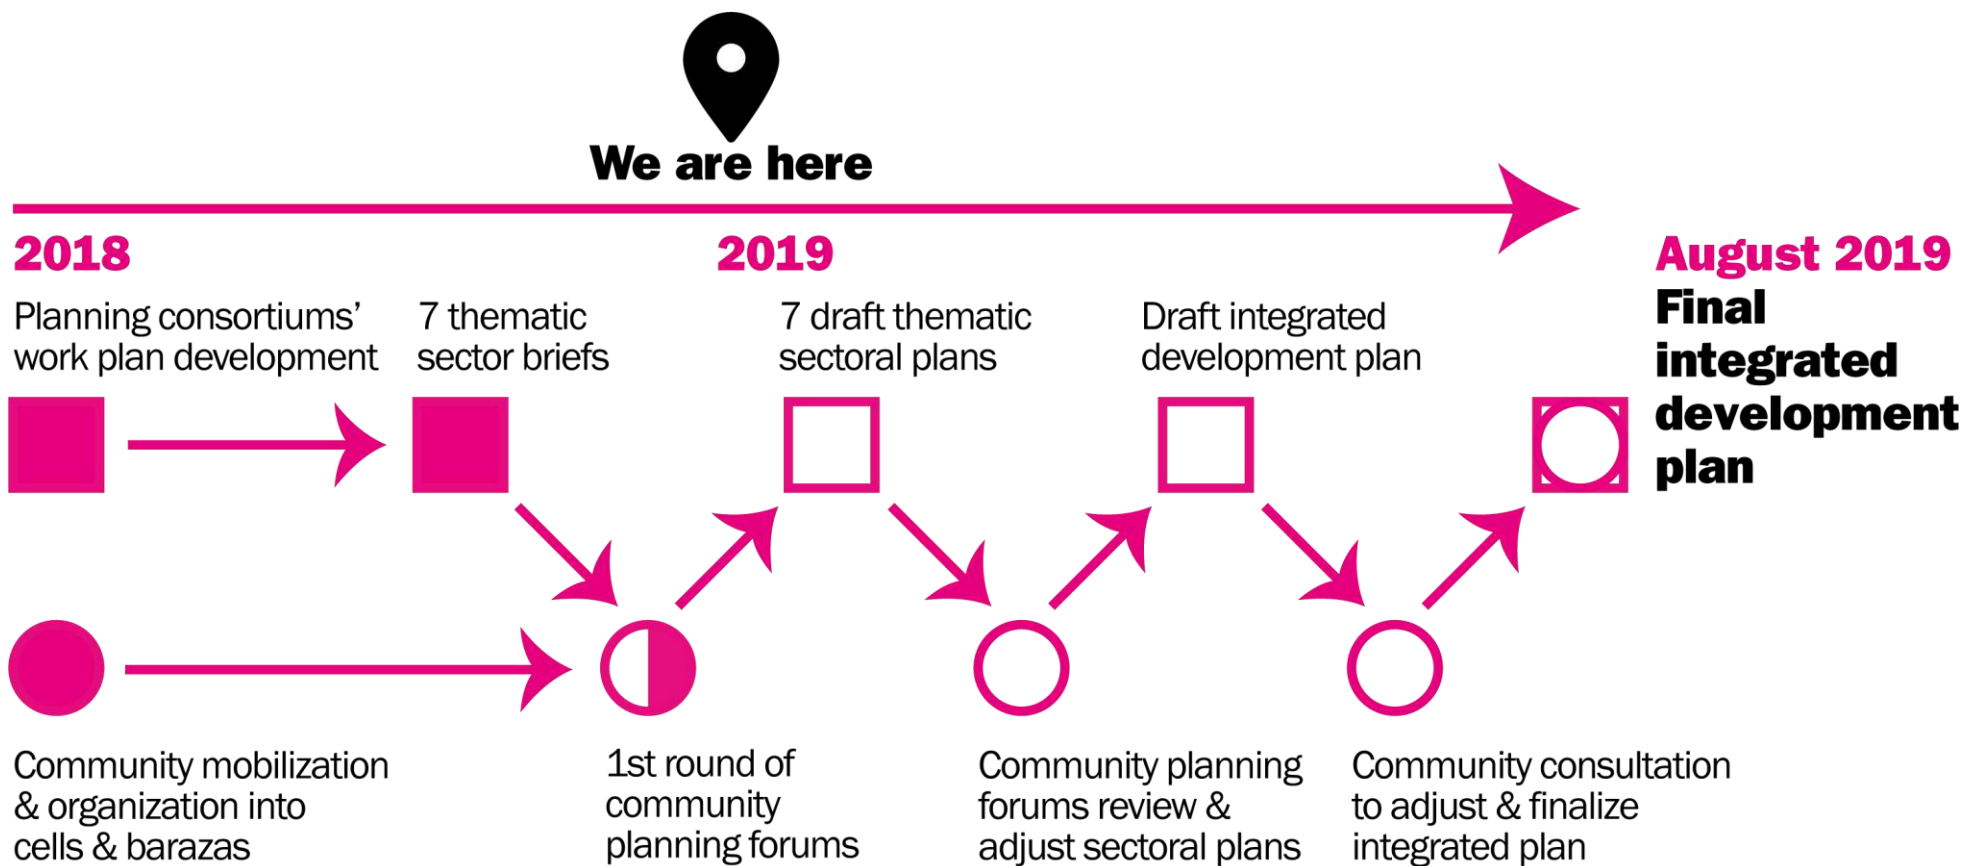 We are here
2018
2019
August 2019
Final
integrated
development
plan
Planning consortiums’
work plan development
7 thematic
sector briefs
7 draft thematic
sectoral plans
Draft integrated
development plan
Community mobilization
& organization into
cells & barazas
1st round of
community
planning forums
Community planning
forums review &
adjust sectoral plans
Community consultation
to adjust & finalize
integrated plan